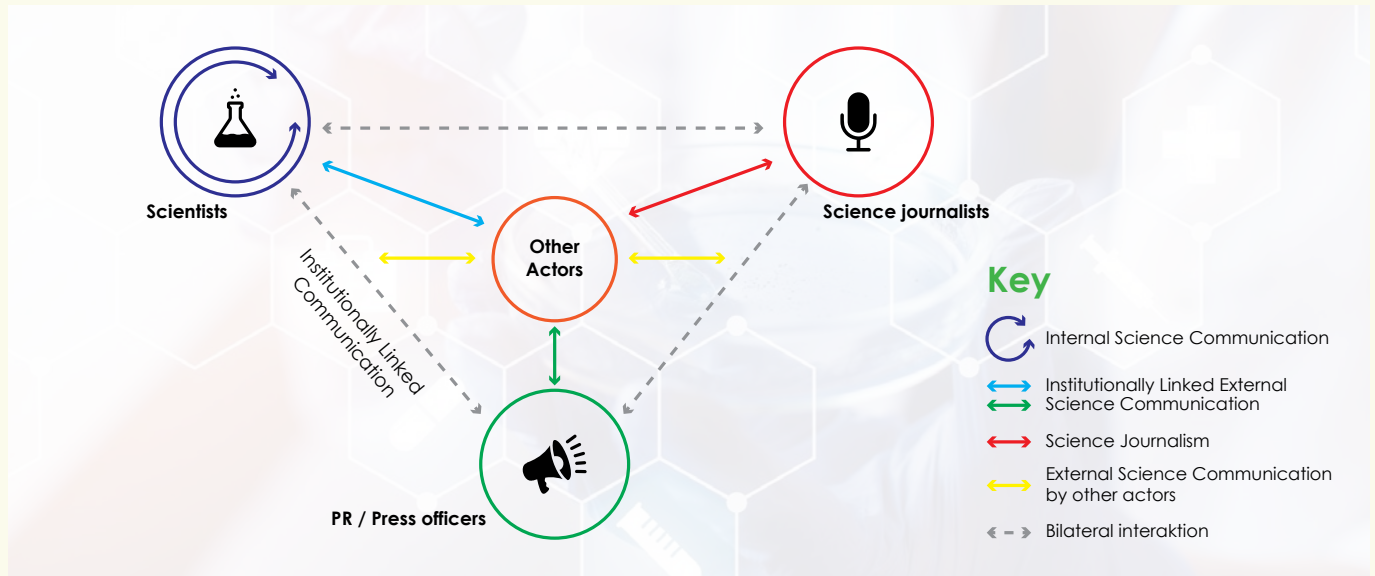 Scientists
Science journalists
Other
Actors
Institutionally Linked
Communication
PR / Press officers
Key
Internal Science Communication
Institutionally Linked External
Science Communication
Science Journalism
External Science Communication
by other actors
Bilateral interaktion